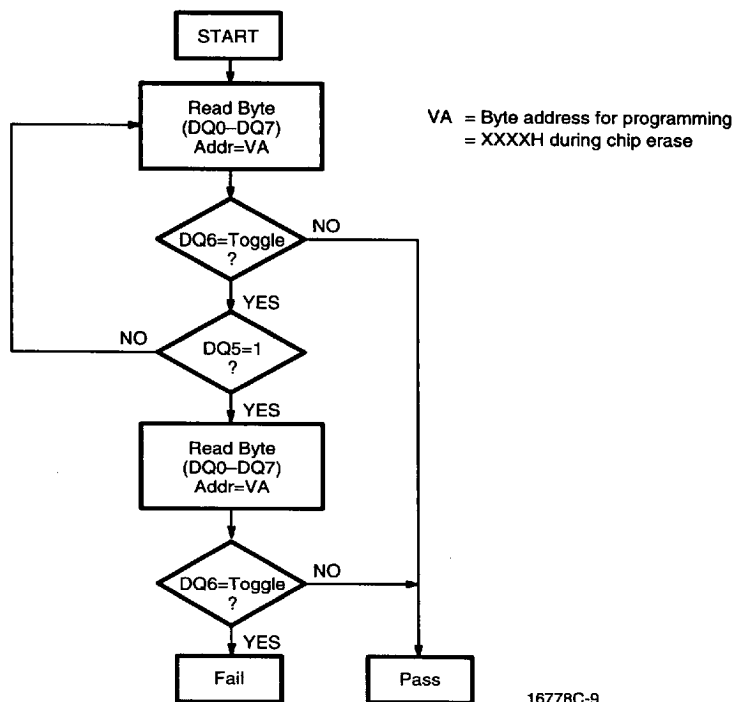 START
Read Byte
(DQ0–DQ7)
Addr=VA
VA = Byte address for programming
= XXXXH during chip erase
DQ6=Toggle
?
NO
YES
NO
DQ5=1
?
YES
Read Byte
(DQ0–DQ7)
Addr=VA
DQ6=Toggle
?
NO
YES
Fail
Pass
16778C-9